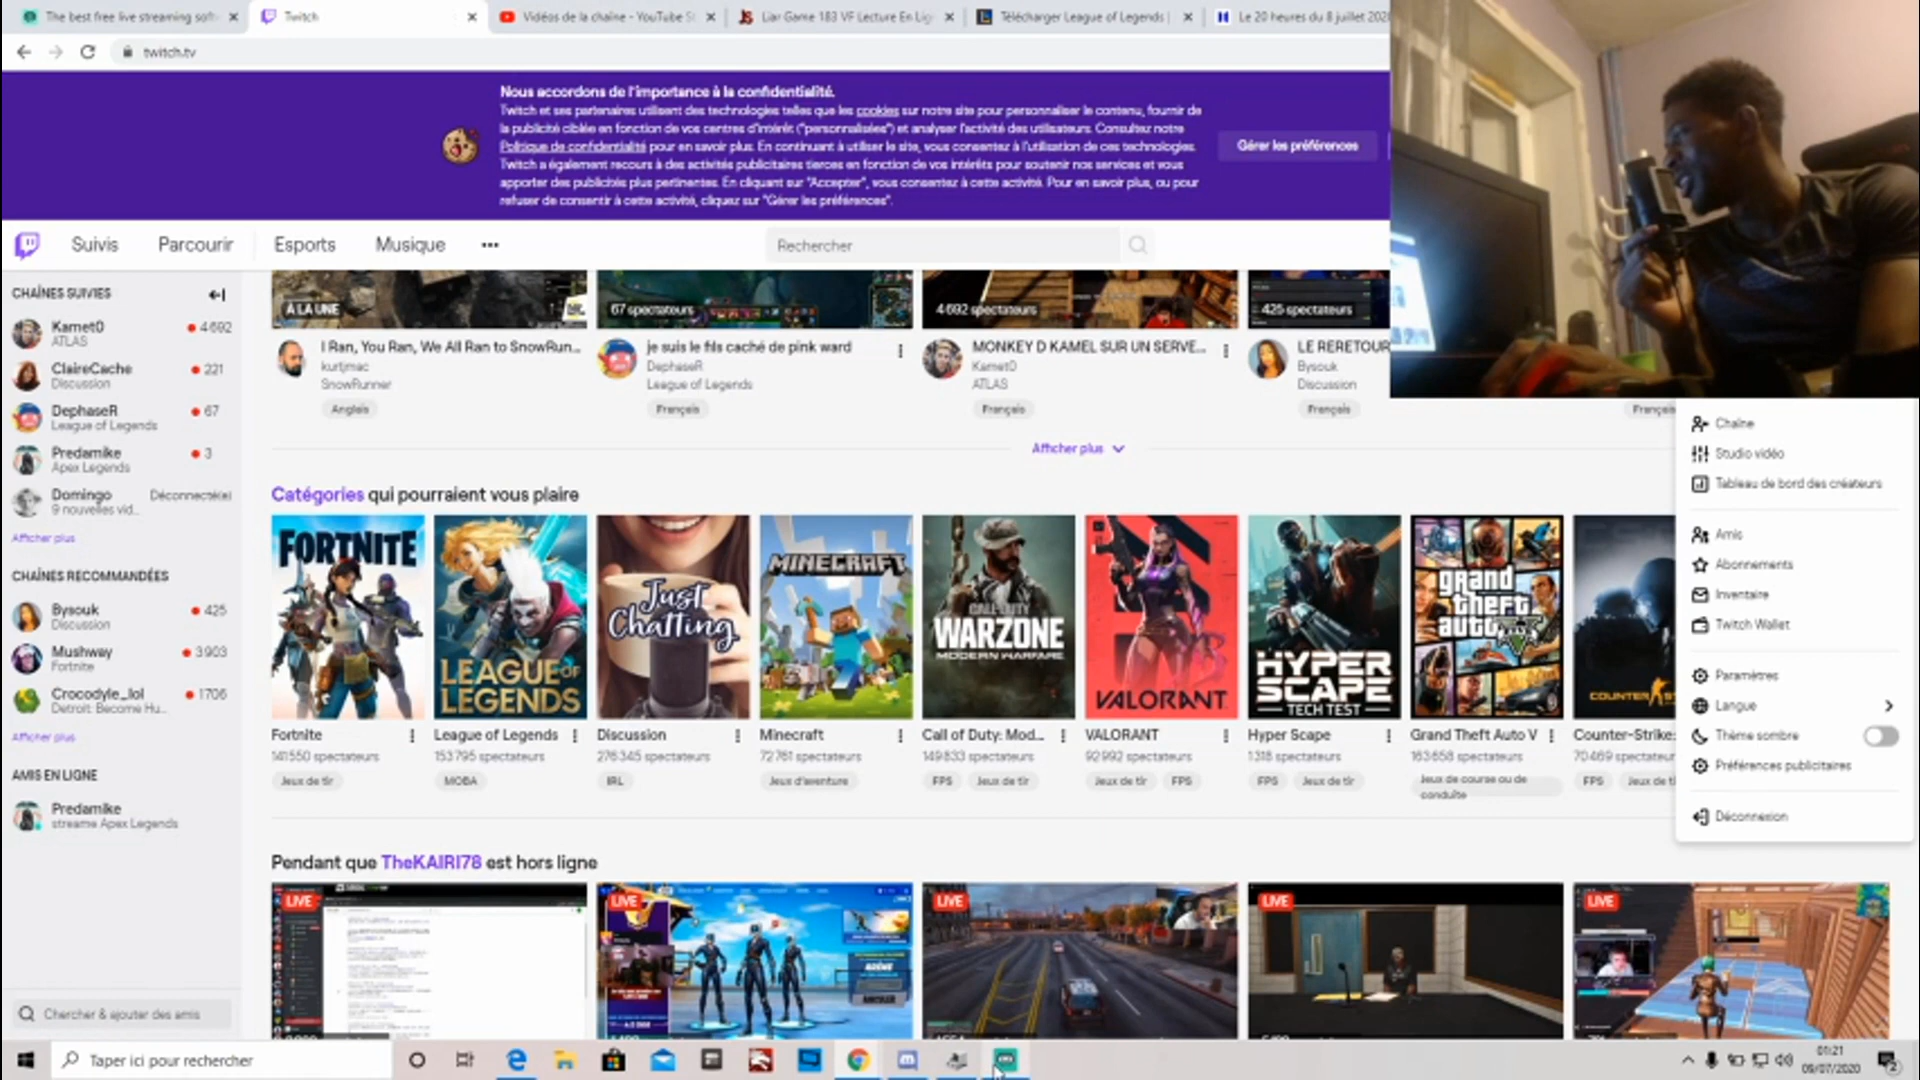 The best free live streaming soft
Twitch
Vidéos de la chaîne - YouTube St
Liar Game 183 VF Lecture En Lig
Télécharger League of Legends |
Le 20 heures du 8 juillet 2020
twitch.tv
Nous accordons de l'importance à la confidentialité.
Twitch et ses partenaires utilisent des technologies telles que les cookies sur notre site pour personnaliser le contenu, fournir de
la publicité ciblée en fonction de vos centres d'intérêt ("personnalisées") et analyser l'activité des utilisateurs. Consultez notre
Politique de confidentialité pour en savoir plus. En continuant à utiliser le site, vous consentez à l'utilisation de ces technologies.
Twitch a également recours à des activités publicitaires tierces en fonction de vos intérêts pour soutenir nos services et vous
apporter des publicités plus pertinentes. En cliquant sur "Accepter", vous consentez à cette activité. Pour en savoir plus, ou pour
refuser de consentir à cette activité, cliquez sur "Gérer les préférences".
Gérer les préférences
Suivis
Parcourir
Esports
Musique
Rechercher
CHAÎNES SUIVIES
Kamet0
4 692
ATLAS
ClaireCache
221
Discussion
DephaseR
67
League of Legends
Predamike
3
Apex Legends
Domingo
Déconnecté(e)
9 nouvelles vid...
Afficher plus
CHAÎNES RECOMMANDÉES
Bysouk
425
Discussion
Mushway
3 903
Fortnite
Crocodyle_lol
1 706
Detroit: Become Hu...
Afficher plus
AMIS EN LIGNE
Predamike
streame Apex Legends
Chercher & ajouter des amis
À LA UNE
67 spectateurs
4 692 spectateurs
425 spectateurs
I Ran, You Ran, We All Ran to SnowRun...
kurtjmac
SnowRunner
Anglais
je suis le fils caché de pink ward
DephaseR
League of Legends
Français
MONKEY D KAMEL SUR UN SERVE...
Kamet0
ATLAS
Français
LE RERETOUR
Bysouk
Discussion
Français
Français
Afficher plus
Catégories qui pourraient vous plaire
FORTNITE
LEAGUE OF LEGENDS
Just Chatting
MINECRAFT
CALL OF DUTY
WARZONE
MODERN WARFARE
VALORANT
HYPER SCAPE
TECH TEST
grand theft auto V
COUNTER-ST
Fortnite
141 550 spectateurs
Jeux de tir
League of Legends
153 795 spectateurs
MOBA
Discussion
276 345 spectateurs
IRL
Minecraft
72 761 spectateurs
Jeux d'aventure
Call of Duty: Mod...
149 833 spectateurs
FPS
Jeux de tir
VALORANT
92 992 spectateurs
Jeux de tir
FPS
Hyper Scape
1 318 spectateurs
FPS
Jeux de tir
Grand Theft Auto V
163 658 spectateurs
Jeux de course ou de
conduite
Counter-Strike:
70 469 spectate
FPS
Jeux de ti
Pendant que TheKAIRI78 est hors ligne
LIVE
LIVE
LIVE
LIVE
LIVE
Chaîne
Studio vidéo
Tableau de bord des créateurs
Amis
Abonnements
Inventaire
Twitch Wallet
Paramètres
Langue
Thème sombre
Préférences publicitaires
Déconnexion
Taper ici pour rechercher
01:21
09/07/2020
2